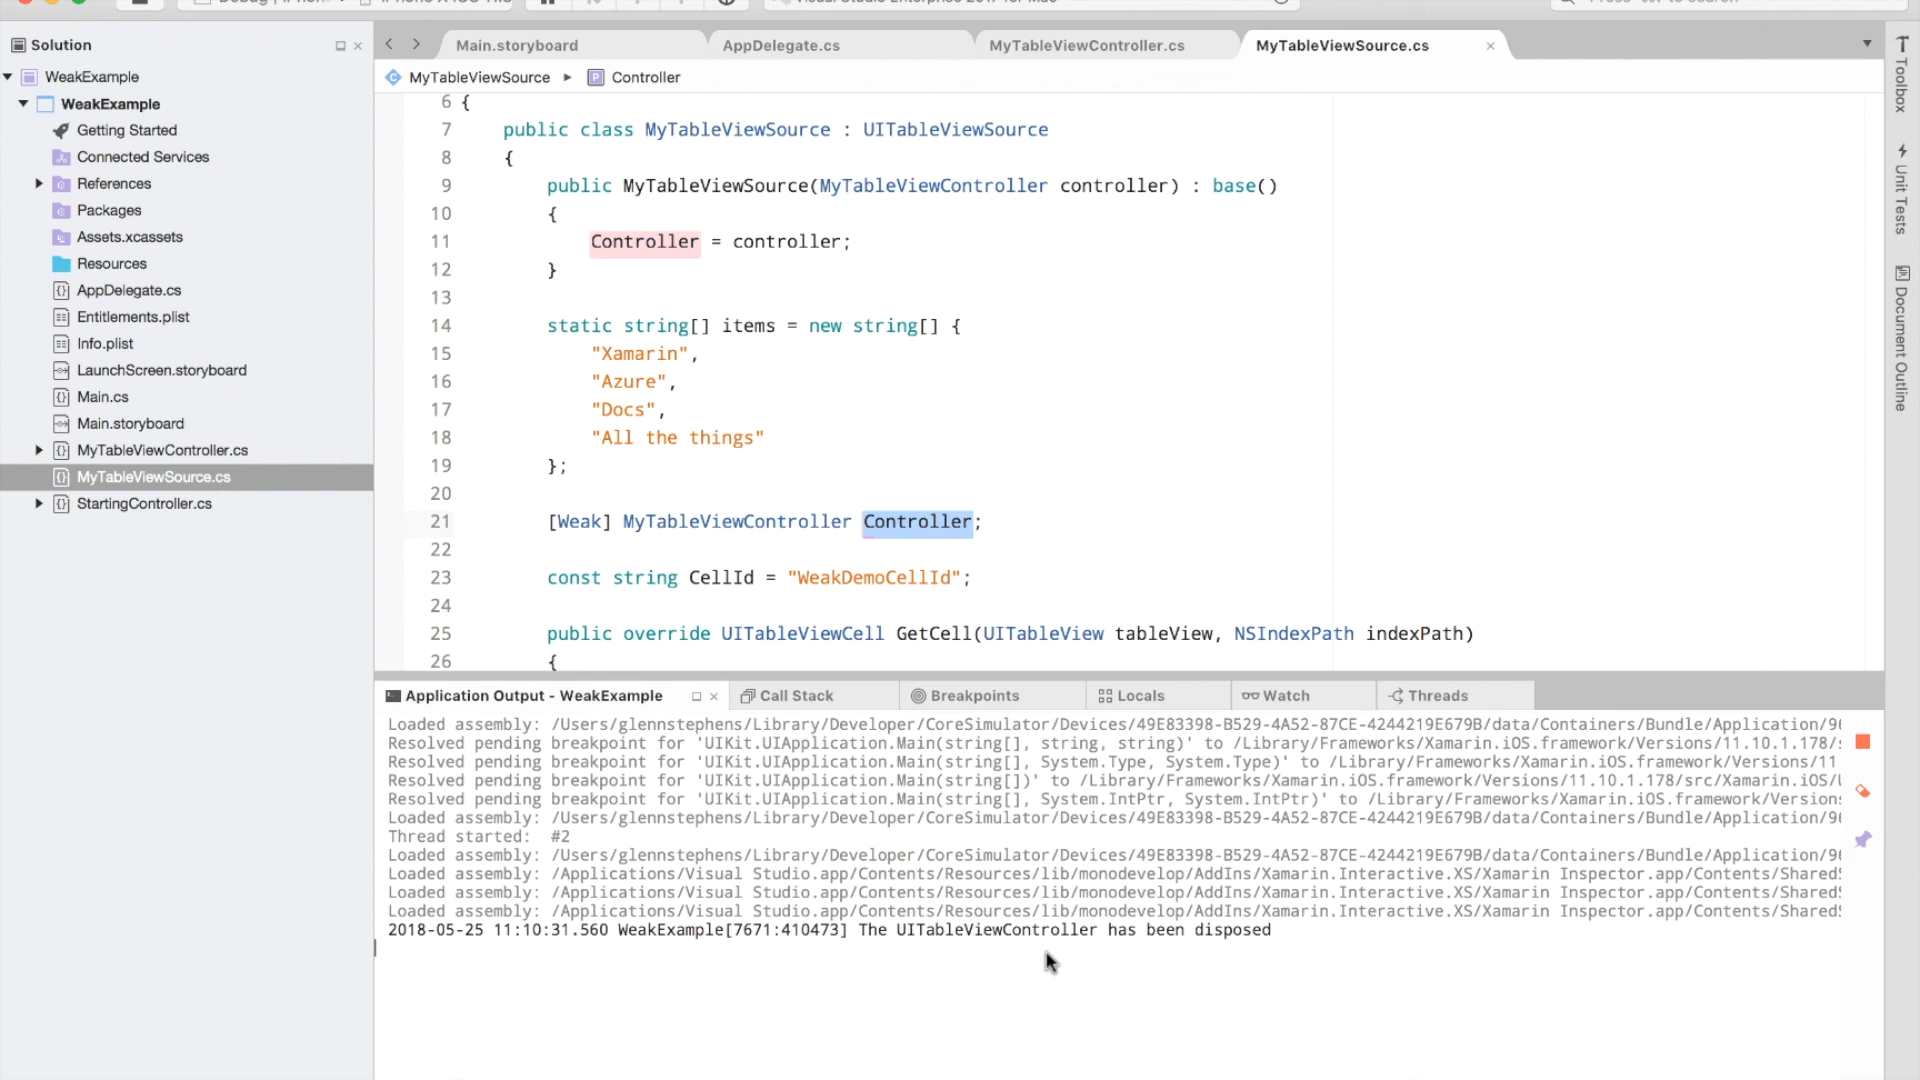 Solution
WeakExample
WeakExample
Getting Started
Connected Services
References
Packages
Assets.xcassets
Resources
AppDelegate.cs
Entitlements.plist
Info.plist
LaunchScreen.storyboard
Main.cs
Main.storyboard
MyTableViewController.cs
MyTableViewSource.cs
StartingController.cs
Main.storyboard
AppDelegate.cs
MyTableViewController.cs
MyTableViewSource.cs
MyTableViewSource
Controller
6 {
7 public class MyTableViewSource : UITableViewSource
8 {
9 public MyTableViewSource(MyTableViewController controller) : base()
10 {
11 Controller = controller;
12 }
13
14 static string[] items = new string[] {
15 "Xamarin",
16 "Azure",
17 "Docs",
18 "All the things"
19 };
20
21 [Weak] MyTableViewController Controller;
22
23 const string CellId = "WeakDemoCellId";
24
25 public override UITableViewCell GetCell(UITableView tableView, NSIndexPath indexPath)
26 {
Application Output - WeakExample
Call Stack
Breakpoints
Locals
Watch
Threads
Loaded assembly: /Users/glennstephens/Library/Developer/CoreSimulator/Devices/49E83398-B529-4A52-87CE-4244219E679B/data/Containers/Bundle/Application/96
Resolved pending breakpoint for 'UIKit.UIApplication.Main(string[], string, string)' to /Library/Frameworks/Xamarin.iOS.framework/Versions/11.10.1.178/s
Resolved pending breakpoint for 'UIKit.UIApplication.Main(string[], System.Type, System.Type)' to /Library/Frameworks/Xamarin.iOS.framework/Versions/11
Resolved pending breakpoint for 'UIKit.UIApplication.Main(string[])' to /Library/Frameworks/Xamarin.iOS.framework/Versions/11.10.1.178/src/Xamarin.iOS/
Resolved pending breakpoint for 'UIKit.UIApplication.Main(string[], System.IntPtr, System.IntPtr)' to /Library/Frameworks/Xamarin.iOS.framework/Versions
Loaded assembly: /Users/glennstephens/Library/Developer/CoreSimulator/Devices/49E83398-B529-4A52-87CE-4244219E679B/data/Containers/Bundle/Application/96
Thread started: #2
Loaded assembly: /Users/glennstephens/Library/Developer/CoreSimulator/Devices/49E83398-B529-4A52-87CE-4244219E679B/data/Containers/Bundle/Application/96
Loaded assembly: /Applications/Visual Studio.app/Contents/Resources/lib/monodevelop/AddIns/Xamarin.Interactive.XS/Xamarin Inspector.app/Contents/Shared
Loaded assembly: /Applications/Visual Studio.app/Contents/Resources/lib/monodevelop/AddIns/Xamarin.Interactive.XS/Xamarin Inspector.app/Contents/Shared
Loaded assembly: /Applications/Visual Studio.app/Contents/Resources/lib/monodevelop/AddIns/Xamarin.Interactive.XS/Xamarin Inspector.app/Contents/Shared
2018-05-25 11:10:31.560 WeakExample[7671:410473] The UITableViewController has been disposed
Toolbox
Unit Tests
Document Outline